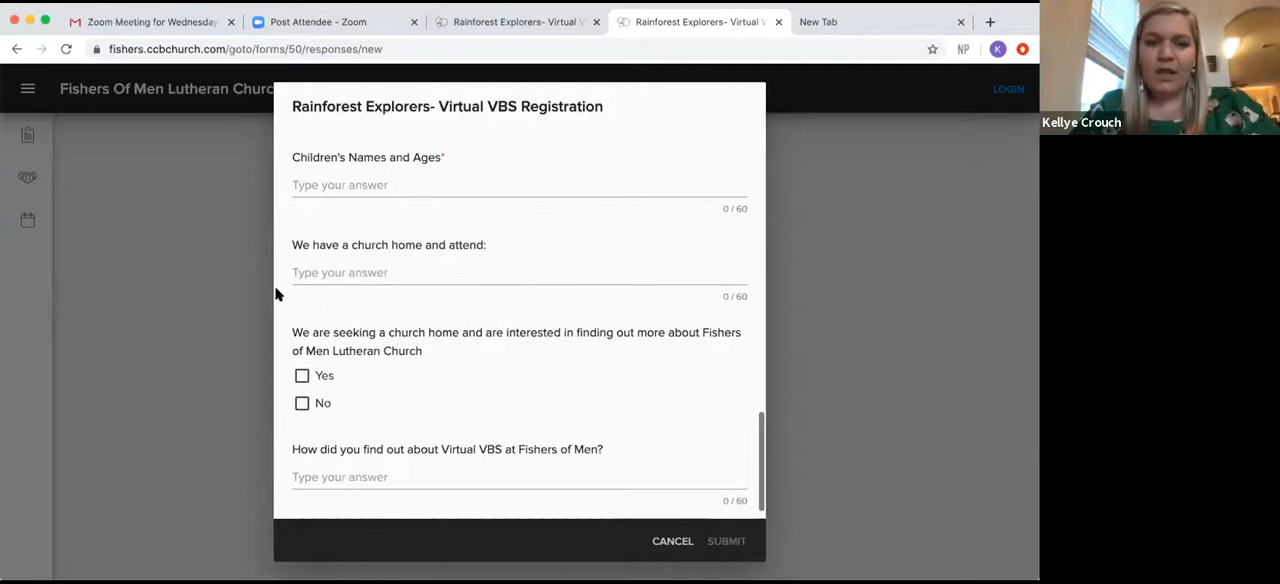 Zoom Meeting for Wednesday
Post Attendee - Zoom
Rainforest Explorers- Virtual V
Rainforest Explorers- Virtual V
New Tab
fishers.ccbchurch.com/goto/forms/50/responses/new
NP
K
Fishers Of Men Lutheran Churc
LOGIN
Kellye Crouch
Rainforest Explorers- Virtual VBS Registration
Children's Names and Ages*
Type your answer
0 / 60
We have a church home and attend:
Type your answer
0 / 60
We are seeking a church home and are interested in finding out more about Fishers
of Men Lutheran Church
Yes
No
How did you find out about Virtual VBS at Fishers of Men?
Type your answer
0 / 60
CANCEL
SUBMIT